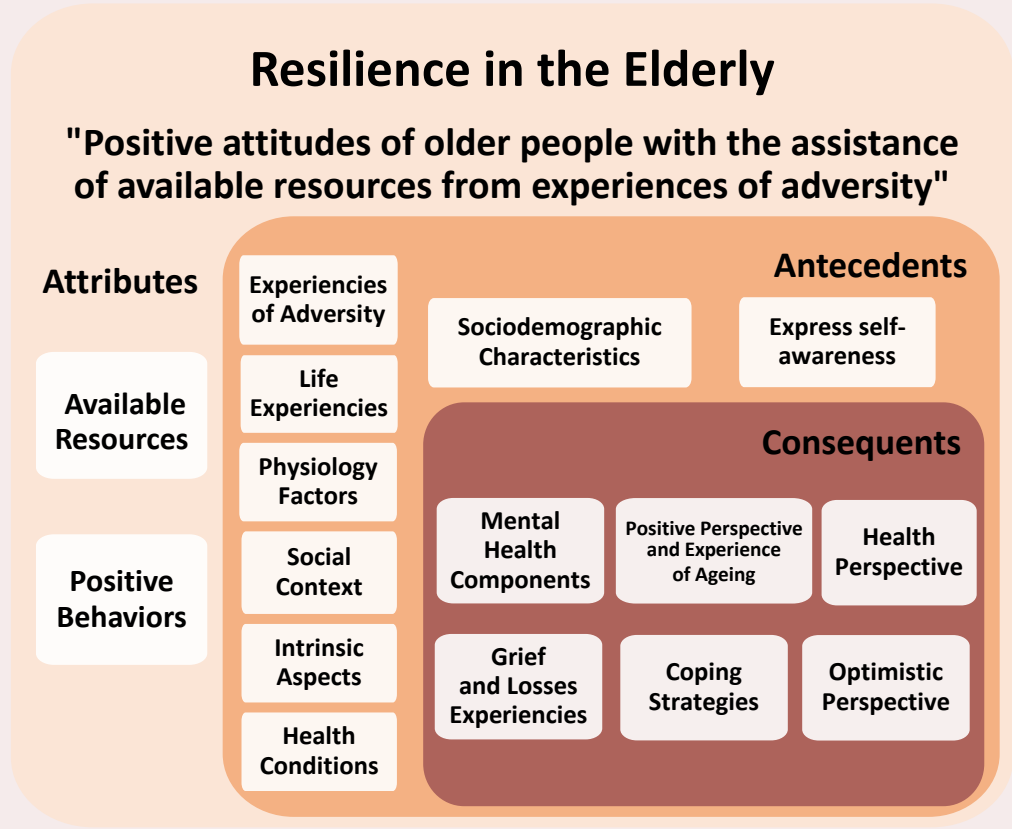 Resilience in the Elderly
"Positive attitudes of older people with the assistance
of available resources from experiences of adversity"
Attributes
Available
Resources
Positive
Behaviors
Antecedents
Experiencies
of Adversity
Life
Experiencies
Physiology
Factors
Social
Context
Intrinsic
Aspects
Health
Conditions
Sociodemographic
Characteristics
Express self-
awareness
Consequents
Mental
Health
Components
Positive Perspective
and Experience
of Ageing
Health
Perspective
Grief
and Losses
Experiencies
Coping
Strategies
Optimistic
Perspective